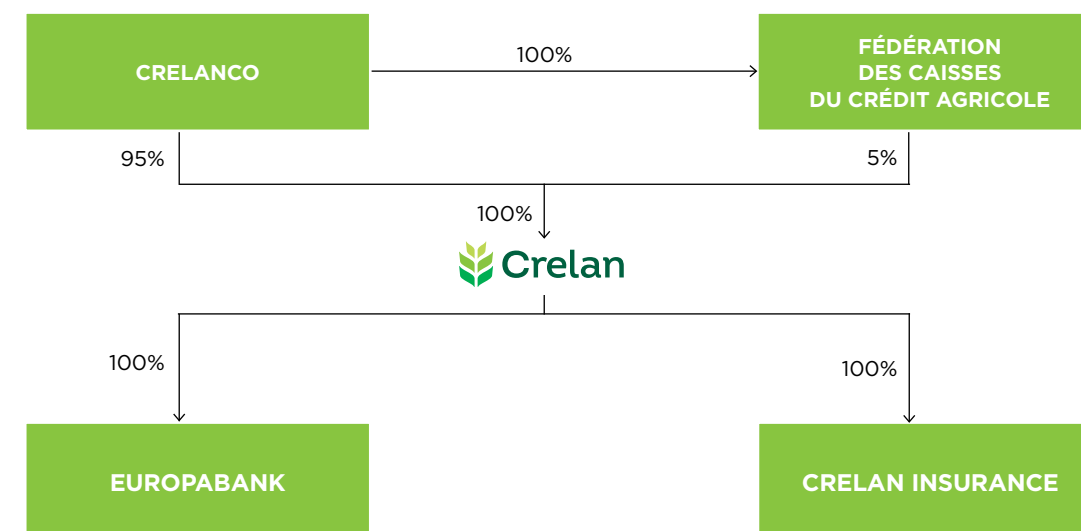 CRELANCO
100%
FÉDÉRATION
DES CAISSES
DU CRÉDIT AGRICOLE
95%
5%
100%
Crelan
100%
100%
EUROPABANK
CRELAN INSURANCE